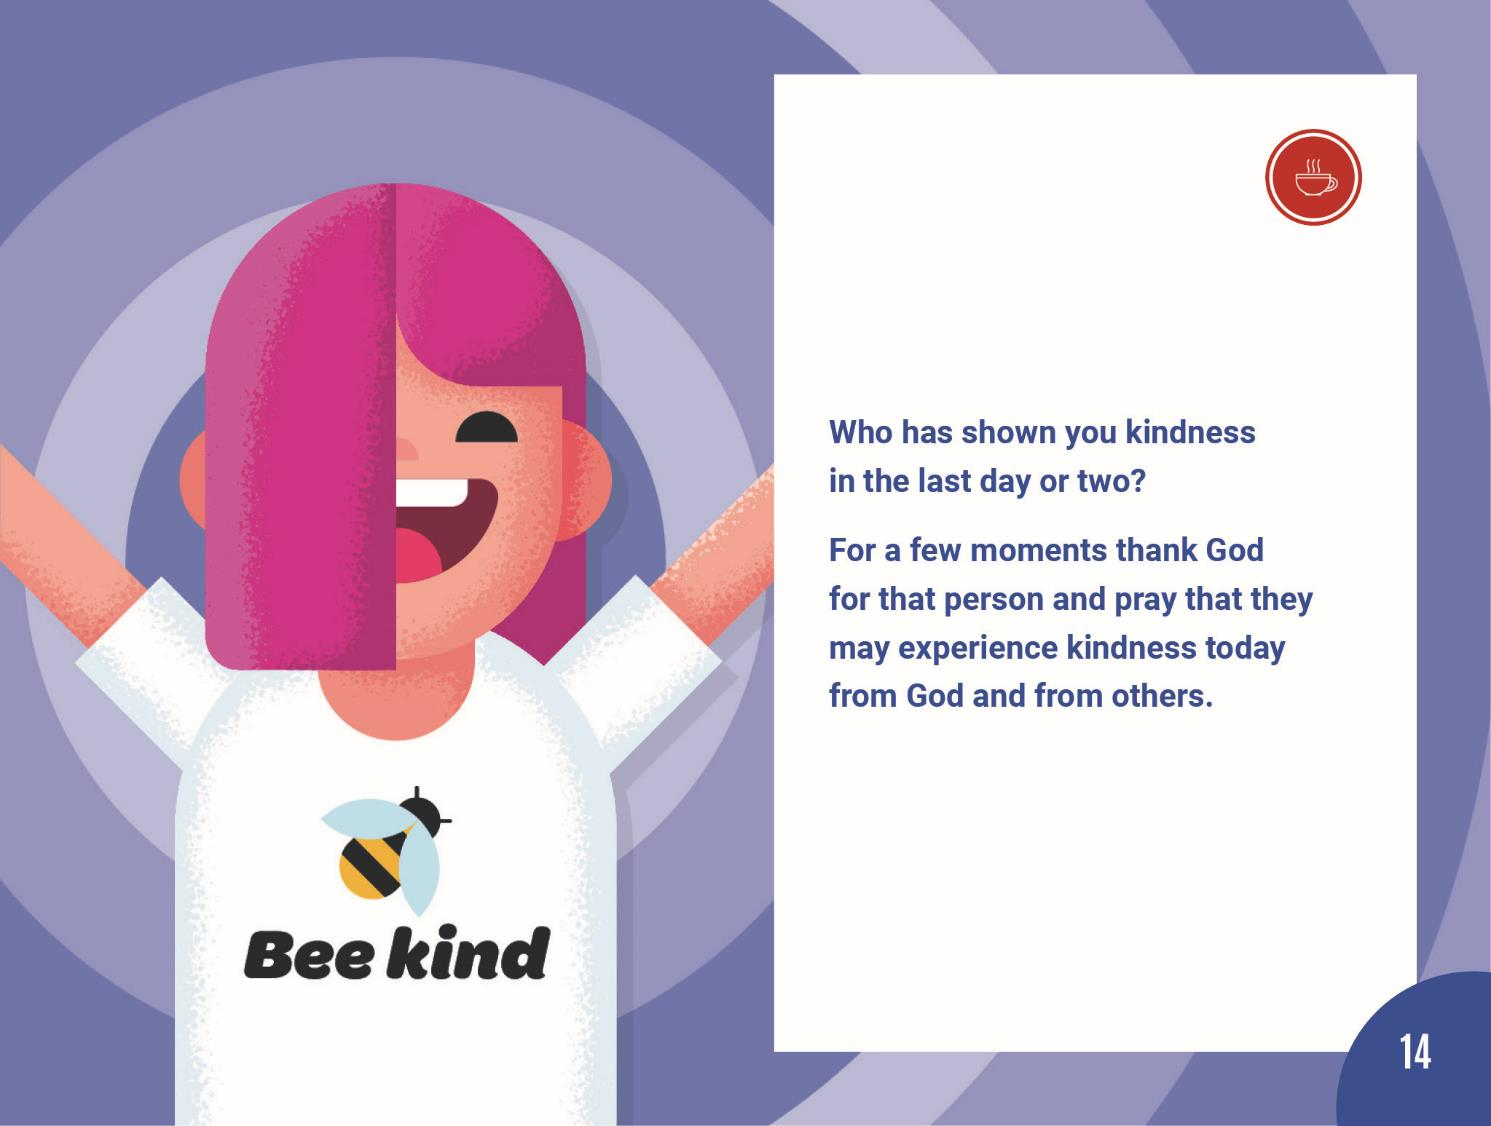 Who has shown you kindness
in the last day or two?
For a few moments thank God
for that person and pray that they
may experience kindness today
from God and from others.
Bee kind
14